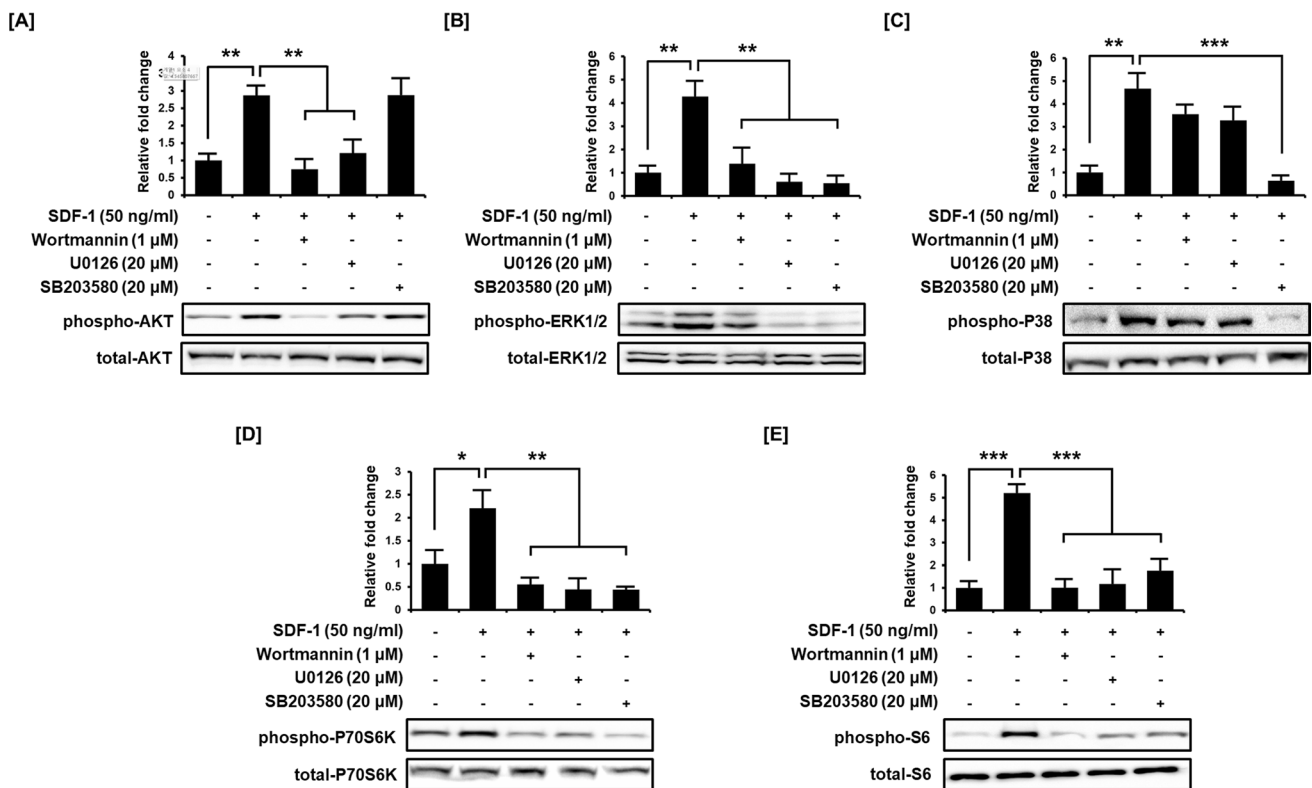 [A]
** **
Relative fold change
4
3.5
3
2.5
2
1.5
1
0.5
0
SDF-1 (50 ng/ml) - + + + +
Wortmannin (1 μM) - - + - -
U0126 (20 μM) - - - + -
SB203580 (20 μM) - - - - +
phospho-AKT
total-AKT
[B]
** **
Relative fold change
6
5
4
3
2
1
0
SDF-1 (50 ng/ml) - + + + +
Wortmannin (1 μM) - - + - -
U0126 (20 μM) - - - + -
SB203580 (20 μM) - - - - +
phospho-ERK1/2
total-ERK1/2
[C]
** ***
Relative fold change
6
5
4
3
2
1
0
SDF-1 (50 ng/ml) - + + + +
Wortmannin (1 μM) - - + - -
U0126 (20 μM) - - - + -
SB203580 (20 μM) - - - - +
phospho-P38
total-P38
[D]
* **
Relative fold change
3
2.5
2
1.5
1
0.5
0
SDF-1 (50 ng/ml) - + + + +
Wortmannin (1 μM) - - + - -
U0126 (20 μM) - - - + -
SB203580 (20 μM) - - - - +
phospho-P70S6K
total-P70S6K
[E]
*** ***
Relative fold change
6
5
4
3
2
1
0
SDF-1 (50 ng/ml) - + + + +
Wortmannin (1 μM) - - + - -
U0126 (20 μM) - - - + -
SB203580 (20 μM) - - - - +
phospho-S6
total-S6